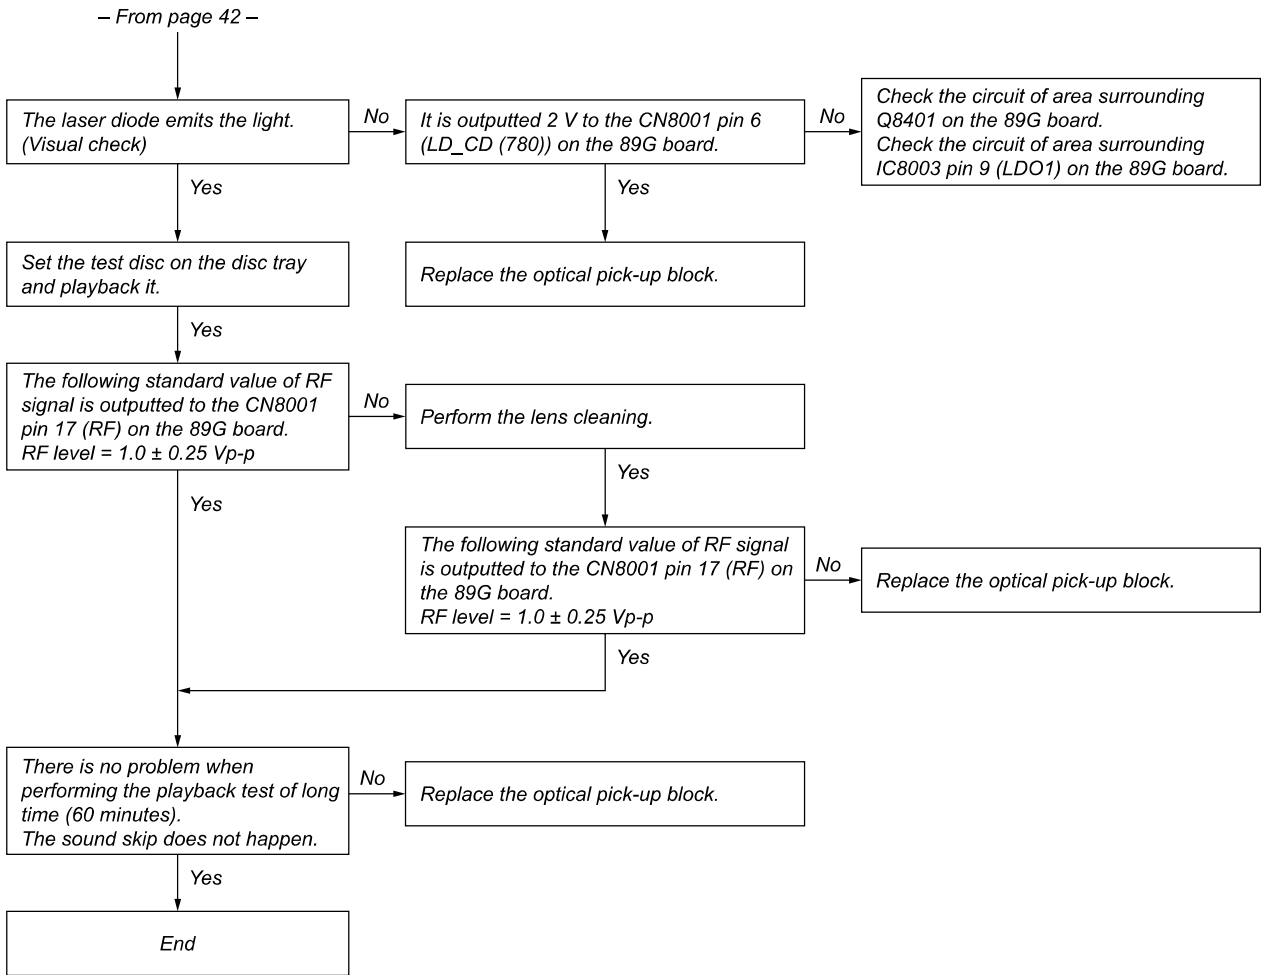 – From page 42 –
The laser diode emits the light.
(Visual check)
No
It is outputted 2 V to the CN8001 pin 6
(LD_CD (780)) on the 89G board.
No
Check the circuit of area surrounding
Q8401 on the 89G board.
Check the circuit of area surrounding
IC8003 pin 9 (LDO1) on the 89G board.
Yes
Yes
Set the test disc on the disc tray
and playback it.
Replace the optical pick-up block.
Yes
The following standard value of RF
signal is outputted to the CN8001
pin 17 (RF) on the 89G board.
RF level = 1.0 ± 0.25 Vp-p
No
Perform the lens cleaning.
Yes
Yes
The following standard value of RF signal
is outputted to the CN8001 pin 17 (RF) on
the 89G board.
RF level = 1.0 ± 0.25 Vp-p
No
Replace the optical pick-up block.
Yes
There is no problem when
performing the playback test of long
time (60 minutes).
The sound skip does not happen.
No
Replace the optical pick-up block.
Yes
End